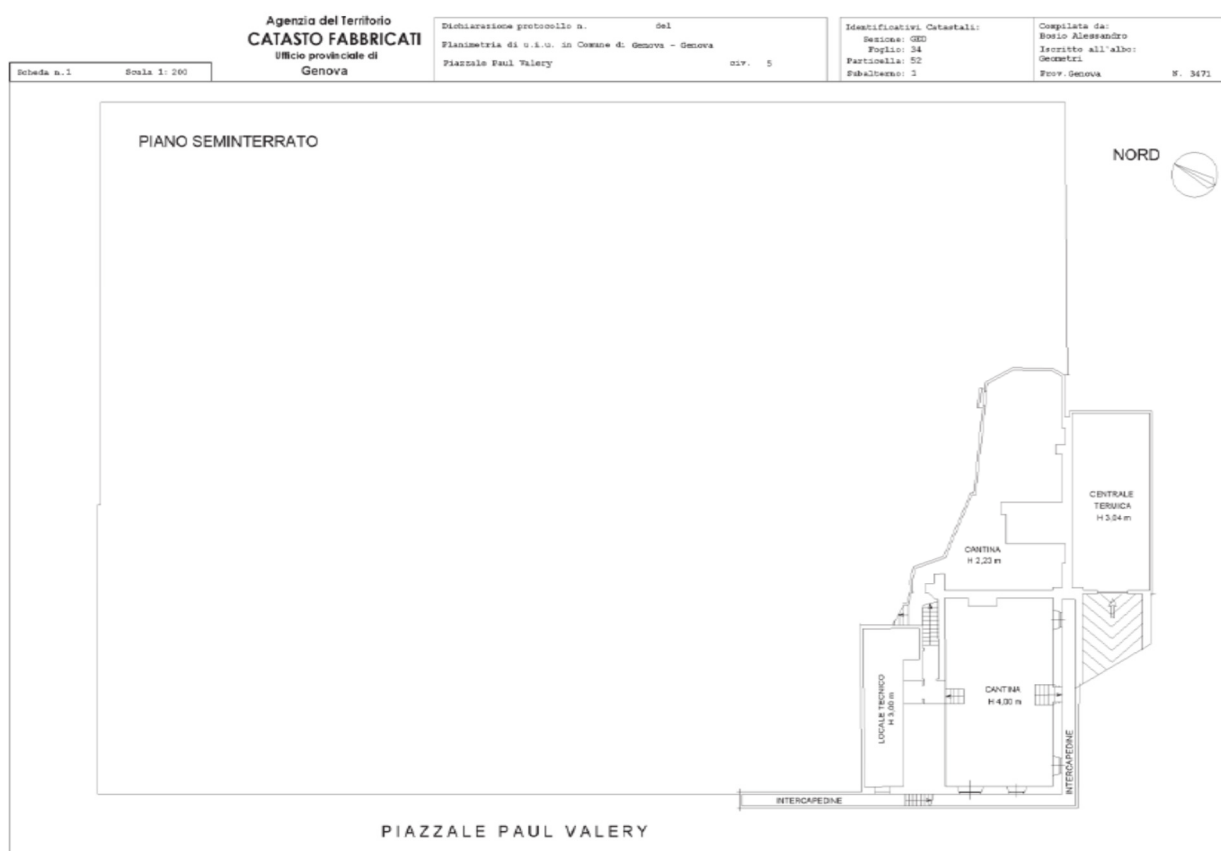 Agenzia del Territorio
CATASTO FABBRICATI
Ufficio provinciale di
Genova
Scheda n.1 Scala 1: 200
Dichiarazione protocollo n. del
Planimetria di u.i.u. in Comune di Genova - Genova
Piazzale Paul Valery civ. 5
Identificativi Catastali:
Sezione: GED
Foglio: 34
Particella: 52
Subalterno: 1
Compilata da:
Bosio Alessandro
Iscritto all'albo:
Geometri
Prov.Genova N. 3471
PIANO SEMINTERRATO
NORD
CENTRALE
TERMICA
H 3,04 m
CANTINA
H 2,23 m
CANTINA
H 4,00 m
LOCALE TECNICO
H 3,00 m
INTERCAPEDINE
INTERCAPEDINE
PIAZZALE PAUL VALERY